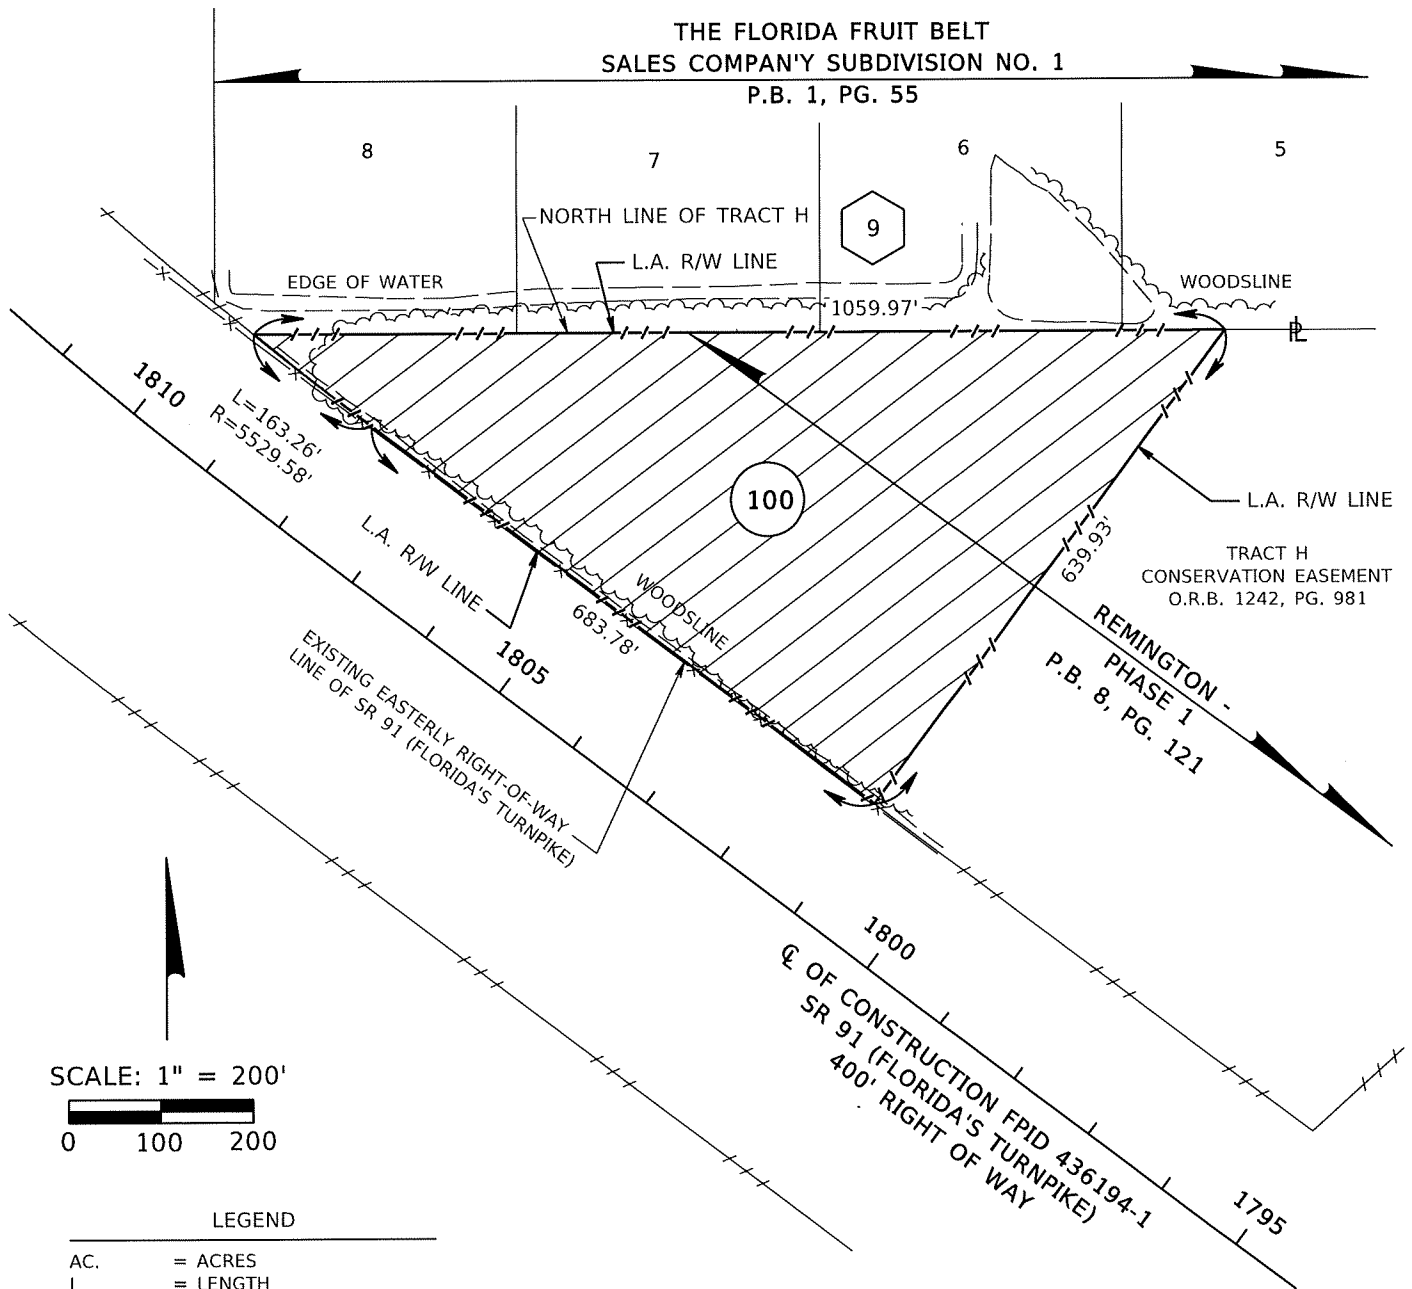 THE FLORIDA FRUIT BELT
SALES COMPAN'Y SUBDIVISION NO. 1
P.B. 1, PG. 55
8
7
6
5
NORTH LINE OF TRACT H
9
L.A. R/W LINE
EDGE OF WATER
WOODSLINE
1059.97'
PL
1810
L=163.26'
R=5529.58'
100
L.A. R/W LINE
639.93'
TRACT H
CONSERVATION EASEMENT
O.R.B. 1242, PG. 981
L.A. R/W LINE
WOODSLINE
683.78'
1805
REMINGTON -
PHASE 1
P.B. 8, PG. 121
EXISTING EASTERLY RIGHT-OF-WAY
LINE OF SR 91 (FLORIDA'S TURNPIKE)
1800
CL OF CONSTRUCTION FPID 436194-1
SR 91 (FLORIDA'S TURNPIKE)
400' RIGHT OF WAY
1795
SCALE: 1" = 200'
0 100 200
LEGEND
AC. = ACRES
L = LENGTH